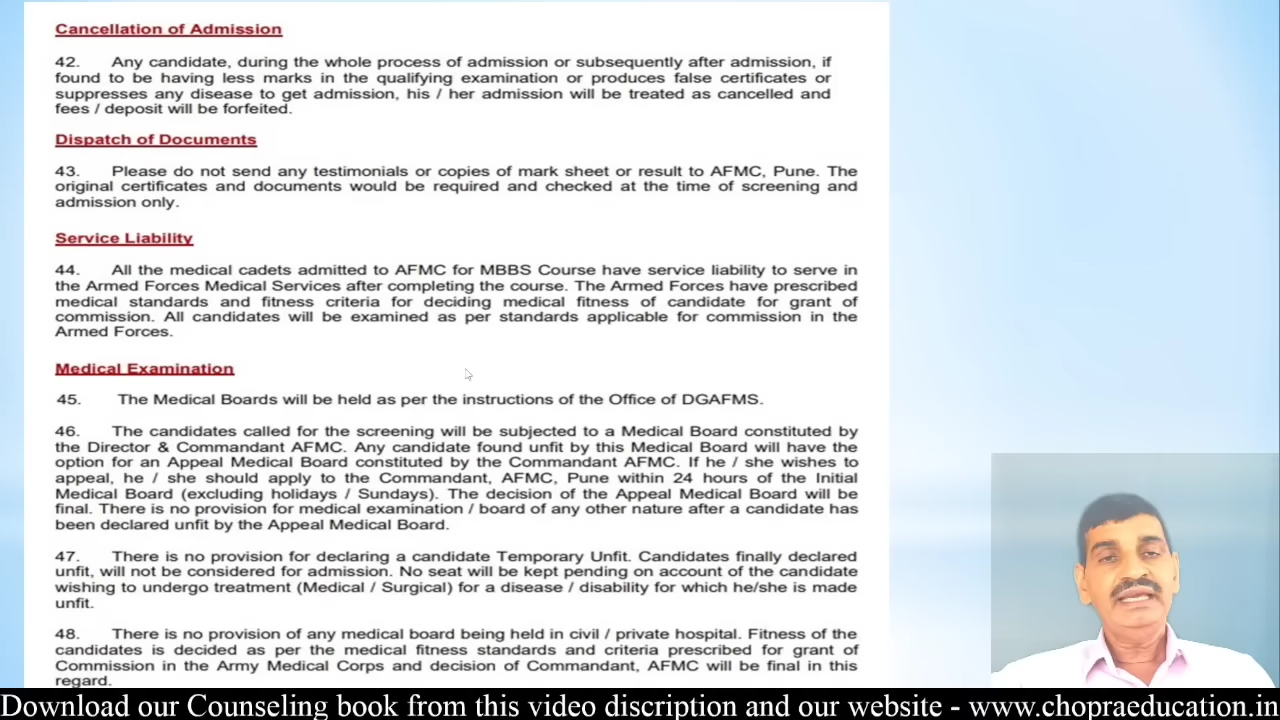 Cancellation of Admission
42. Any candidate, during the whole process of admission or subsequently after admission, if
found to be having less marks in the qualifying examination or produces false certificates or
suppresses any disease to get admission, his / her admission will be treated as cancelled and
fees / deposit will be forfeited.
Dispatch of Documents
43. Please do not send any testimonials or copies of mark sheet or result to AFMC, Pune. The
original certificates and documents would be required and checked at the time of screening and
admission only.
Service Liability
44. All the medical cadets admitted to AFMC for MBBS Course have service liability to serve in
the Armed Forces Medical Services after completing the course. The Armed Forces have prescribed
medical standards and fitness criteria for deciding medical fitness of candidate for grant of
commission. All candidates will be examined as per standards applicable for commission in the
Armed Forces.
Medical Examination
45. The Medical Boards will be held as per the instructions of the Office of DGAFMS.
46. The candidates called for the screening will be subjected to a Medical Board constituted by
the Director & Commandant AFMC. Any candidate found unfit by this Medical Board will have the
option for an Appeal Medical Board constituted by the Commandant AFMC. If he / she wishes to
appeal, he / she should apply to the Commandant, AFMC, Pune within 24 hours of the Initial
Medical Board (excluding holidays / Sundays). The decision of the Appeal Medical Board will be
final. There is no provision for medical examination / board of any other nature after a candidate has
been declared unfit by the Appeal Medical Board.
47. There is no provision for declaring a candidate Temporary Unfit. Candidates finally declared
unfit, will not be considered for admission. No seat will be kept pending on account of the candidate
wishing to undergo treatment (Medical / Surgical) for a disease / disability for which he/she is made
unfit.
48. There is no provision of any medical board being held in civil / private hospital. Fitness of the
candidates is decided as per the medical fitness standards and criteria prescribed for grant of
Commission in the Army Medical Corps and decision of Commandant, AFMC will be final in this
regard.
Download our Counseling book from this video discription and our website - www.chopraeducation.in